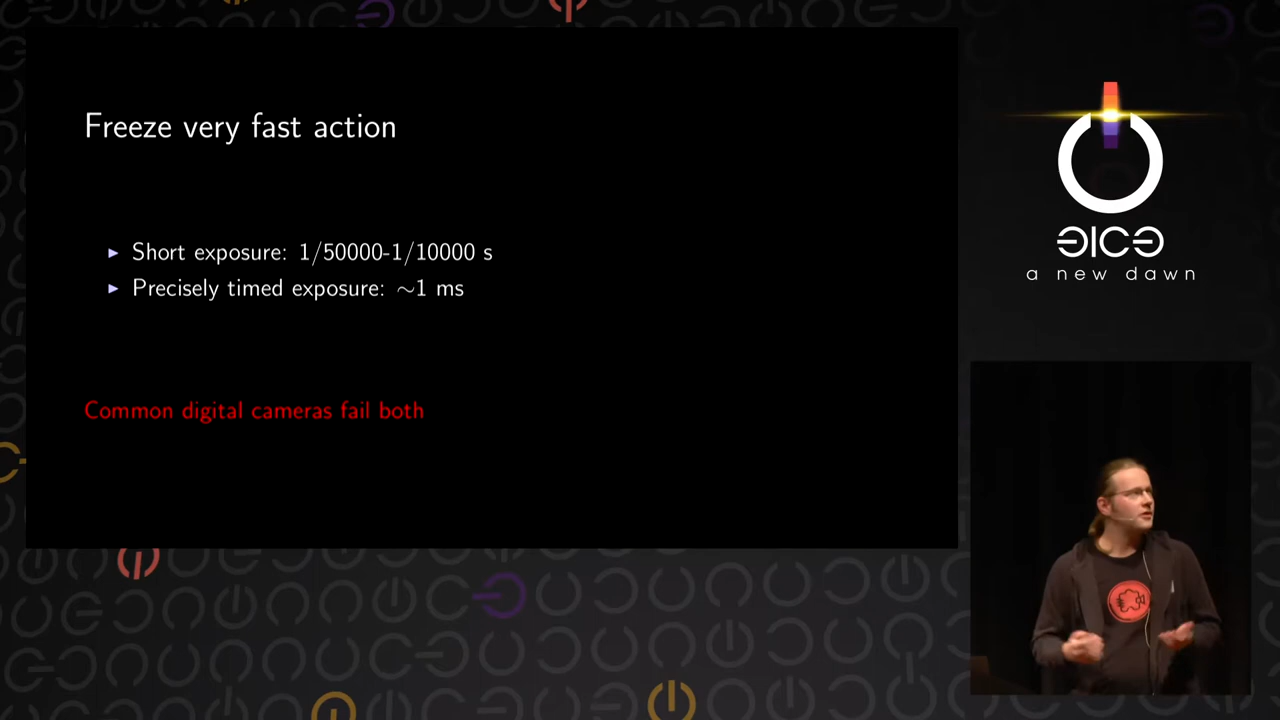 Freeze very fast action
▶ Short exposure: 1/50000-1/10000 s
▶ Precisely timed exposure: ∼1 ms
Common digital cameras fail both
31C3
a new dawn